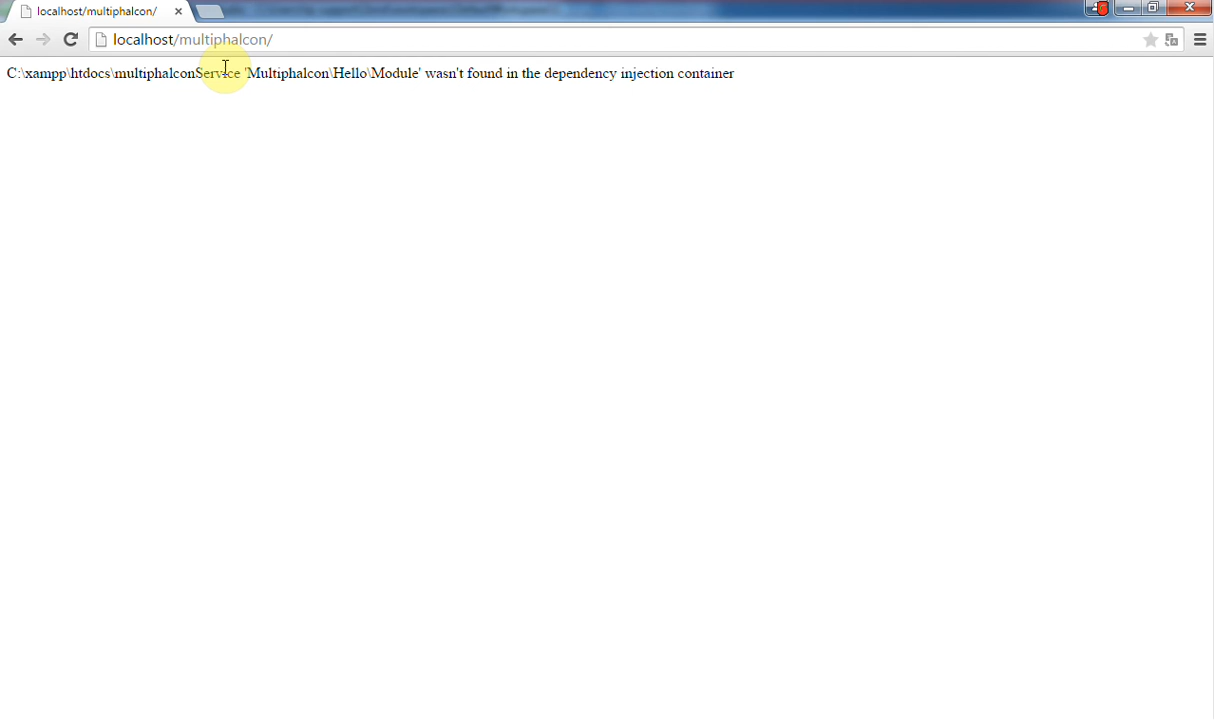 localhost/multiphalcon/
localhost/multiphalcon/
C:\xampp\htdocs\multiphalconService 'Multiphalcon\Hello\Module' wasn't found in the dependency injection container